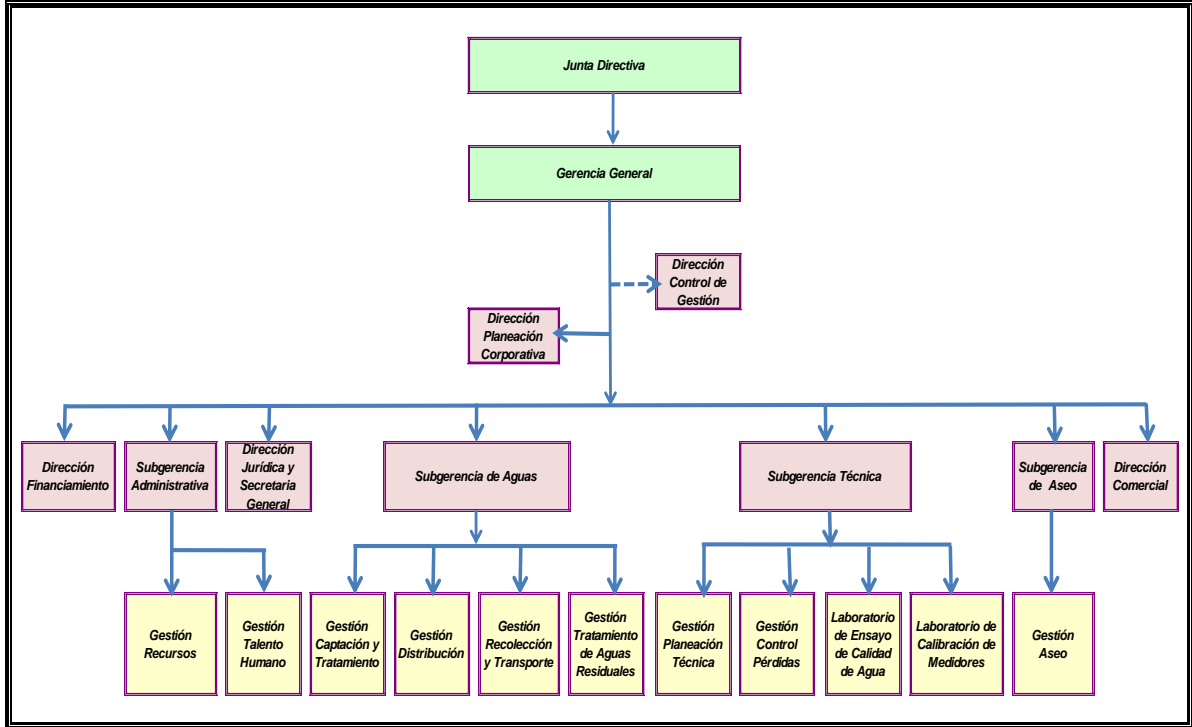 Junta Directiva
Gerencia General
Dirección
Control de
Gestión
Dirección
Planeación
Corporativa
Dirección
Financiamiento
Subgerencia
Administrativa
Dirección
Jurídica y
Secretaria
General
Subgerencia de Aguas
Subgerencia Técnica
Subgerencia
de Aseo
Dirección
Comercial
Gestión
Recursos
Gestión
Talento
Humano
Gestión
Captación y
Tratamiento
Gestión
Distribución
Gestión
Recolección
y Transporte
Gestión
Tratamiento
de Aguas
Residuales
Gestión
Planeación
Técnica
Gestión
Control
Pérdidas
Laboratorio
de Ensayo
de Calidad
de Agua
Laboratorio de
Calibración de
Medidores
Gestión
Aseo